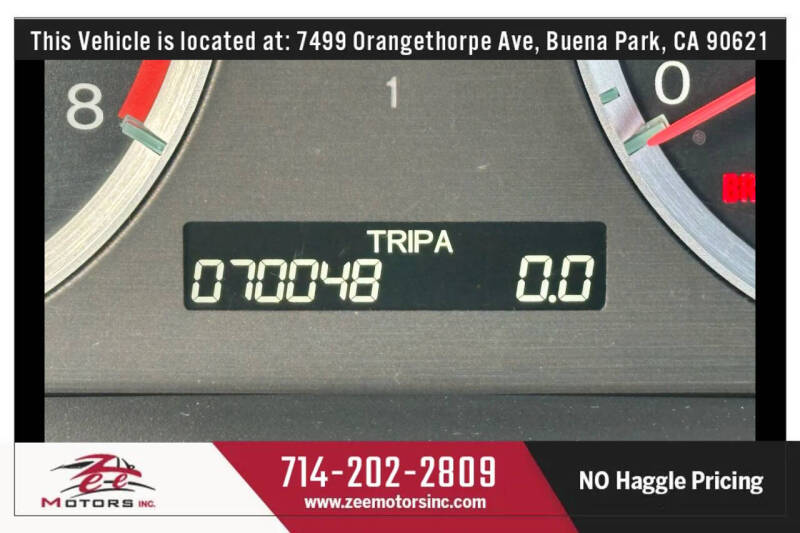 This Vehicle is located at: 7499 Orangethorpe Ave, Buena Park, CA 90621
8
1
0
TRIPA
070048 0.0
Zee
MOTORS INC.
714-202-2809
www.zeemotorsinc.com
NO Haggle Pricing